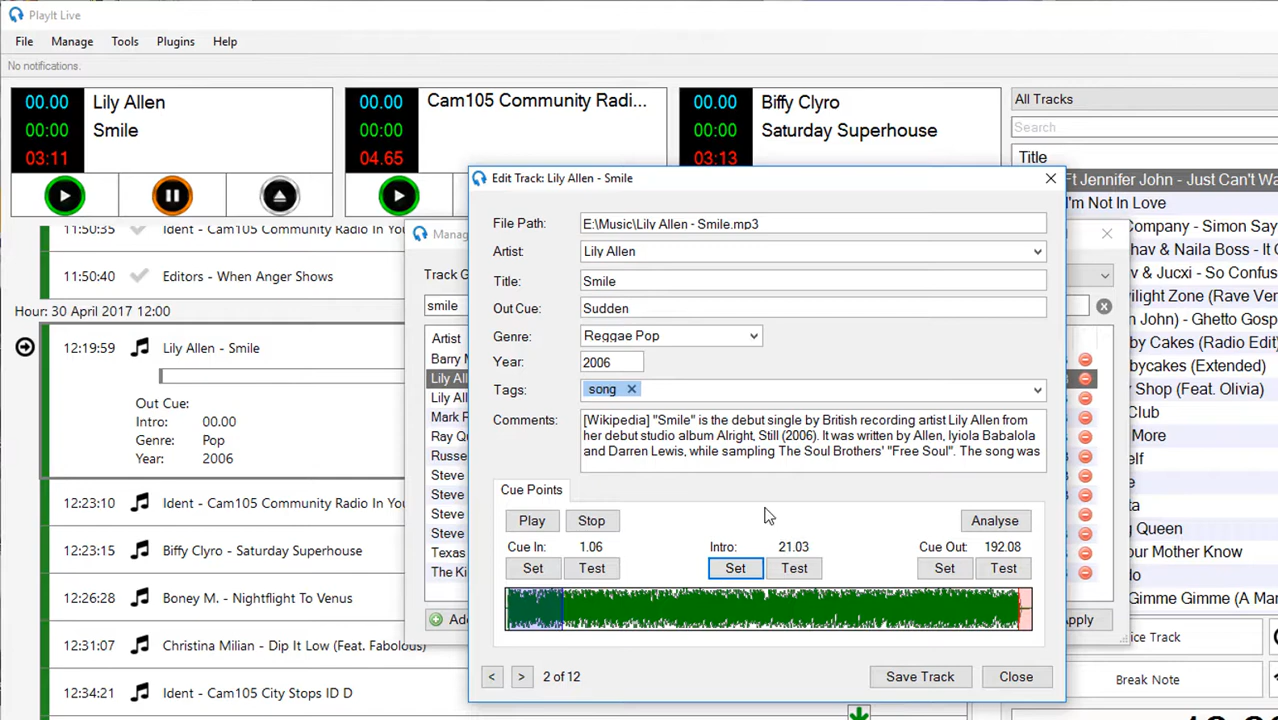 PlayIt Live
File Manage Tools Plugins Help
No notifications.
00.00 Lily Allen
00:00 Smile
03:11
00.00 Cam105 Community Radi...
00:00
04.65
00.00 Biffy Clyro
00:00 Saturday Superhouse
03:13
11:50:35 Ident - Cam105 Community Radio In You
11:50:40 Editors - When Anger Shows
Hour: 30 April 2017 12:00
12:19:59 Lily Allen - Smile
Out Cue:
Intro: 00.00
Genre: Pop
Year: 2006
12:23:10 Ident - Cam105 Community Radio In You
12:23:15 Biffy Clyro - Saturday Superhouse
12:26:28 Boney M. - Nightflight To Venus
12:31:07 Christina Milian - Dip It Low (Feat. Fabolous)
12:34:21 Ident - Cam105 City Stops ID D
Manag
Track G
smile
Artist
Barry M
Lily All
Lily All
Mark R
Ray Q
Russe
Steve
Steve
Steve
Steve
Texas
The Ki
Add
Apply
Edit Track: Lily Allen - Smile
File Path: E:\Music\Lily Allen - Smile.mp3
Artist: Lily Allen
Title: Smile
Out Cue: Sudden
Genre: Reggae Pop
Year: 2006
Tags: song ×
Comments: [Wikipedia] "Smile" is the debut single by British recording artist Lily Allen from
her debut studio album Alright, Still (2006). It was written by Allen, Iyiola Babalola
and Darren Lewis, while sampling The Soul Brothers' "Free Soul". The song was
Cue Points
Play Stop Analyse
Cue In: 1.06 Intro: 21.03 Cue Out: 192.08
Set Test Set Test Set Test
< > 2 of 12 Save Track Close
All Tracks
Search
Title
Ft Jennifer John - Just Can't Wa
I'm Not In Love
Company - Simon Say
hav & Naila Boss - It C
& Jucxi - So Confus
ilight Zone (Rave Ver
n John) - Ghetto Gosp
by Cakes (Radio Edit)
bycakes (Extended)
Shop (Feat. Olivia)
Club
More
elf
e
ta
g Queen
our Mother Know
lo
Gimme Gimme (A Mar
ice Track
Break Note